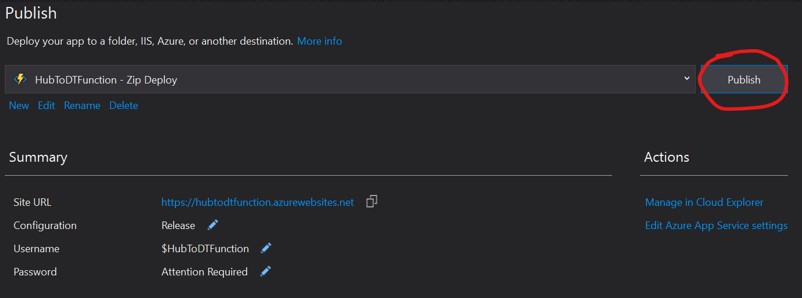 Publish
Deploy your app to a folder, IIS, Azure, or another destination. More info
HubToDTFunction - Zip Deploy
Publish
New Edit Rename Delete
Summary
Actions
Site URL https://hubtodtfunction.azurewebsites.net
Manage in Cloud Explorer
Configuration Release
Edit Azure App Service settings
Username $HubToDTFunction
Password Attention Required